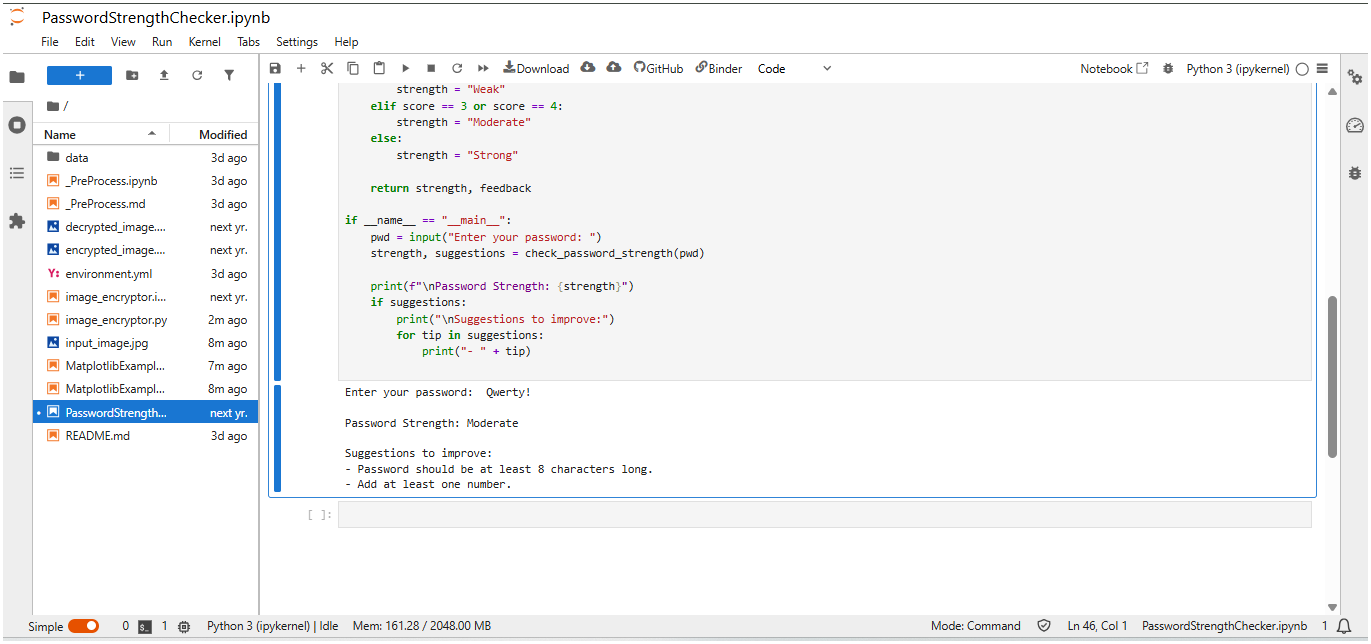 PasswordStrengthChecker.ipynb
File Edit View Run Kernel Tabs Settings Help
+
Download GitHub Binder Code
Notebook Python 3 (ipykernel)
/
Name Modified
data 3d ago
_PreProcess.ipynb 3d ago
_PreProcess.md 3d ago
decrypted_image.... next yr.
encrypted_image.... next yr.
Y: environment.yml 3d ago
image_encryptor.i... next yr.
image_encryptor.py 2m ago
input_image.jpg 8m ago
MatplotlibExampl... 7m ago
MatplotlibExampl... 8m ago
PasswordStrength... next yr.
README.md 3d ago
        strength = "Weak"
    elif score == 3 or score == 4:
        strength = "Moderate"
    else:
        strength = "Strong"
    return strength, feedback
if __name__ == "__main__":
    pwd = input("Enter your password: ")
    strength, suggestions = check_password_strength(pwd)
    print(f"\nPassword Strength: {strength}")
    if suggestions:
        print("\nSuggestions to improve:")
        for tip in suggestions:
            print("- " + tip)
Enter your password:  Qwerty!
Password Strength: Moderate
Suggestions to improve:
- Password should be at least 8 characters long.
- Add at least one number.
[ ]:
Simple 0 $_ 1 Python 3 (ipykernel) | Idle Mem: 161.28 / 2048.00 MB Mode: Command Ln 46, Col 1 PasswordStrengthChecker.ipynb 1